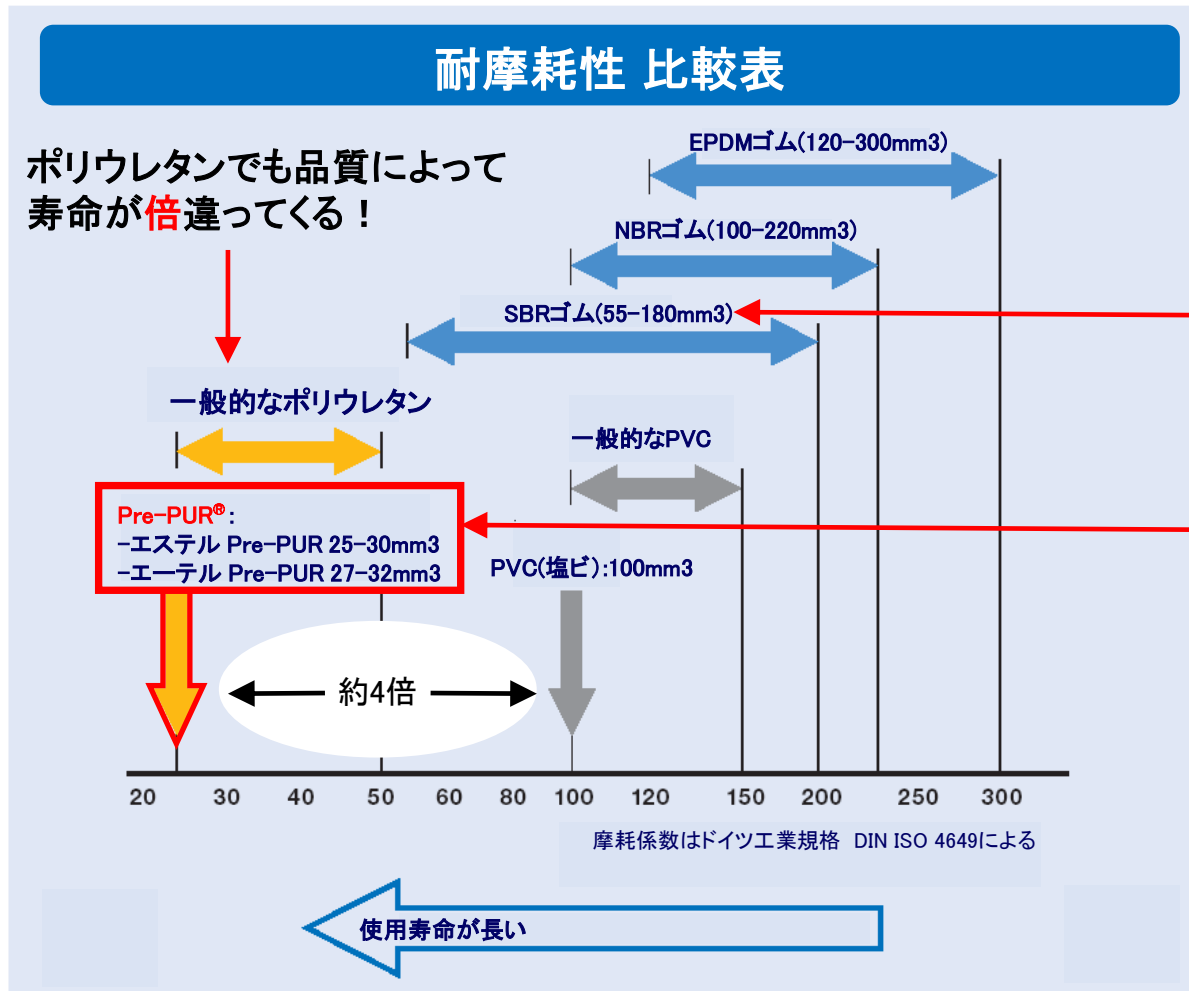 耐摩耗性 比較表
ポリウレタンでも品質によって
寿命が倍違ってくる！
EPDMゴム(120-300mm3)
NBRゴム(100-220mm3)
SBRゴム(55-180mm3)
一般的なポリウレタン
一般的なPVC
Pre-PUR®:
-エステル Pre-PUR 25-30mm3
-エーテル Pre-PUR 27-32mm3
PVC(塩ビ):100mm3
約4倍
20 30 40 50 60 80 100 120 150 200 250 300
摩耗係数はドイツ工業規格 DIN ISO 4649による
使用寿命が長い